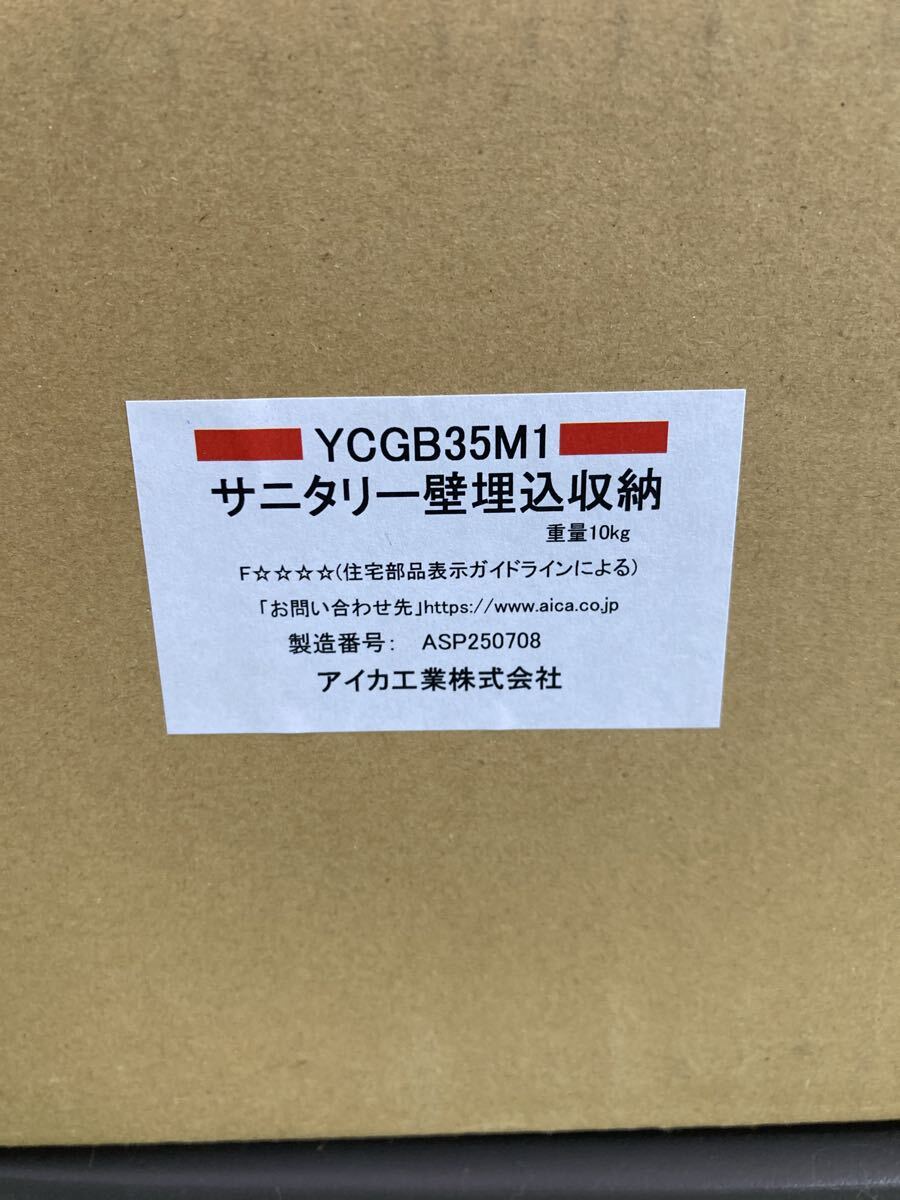 YCGB35M1
サニタリー壁埋込収納
重量10kg
F☆☆☆☆(住宅部品表示ガイドラインによる)
「お問い合わせ先」https://www.aica.co.jp
製造番号: ASP250708
アイカ工業株式会社